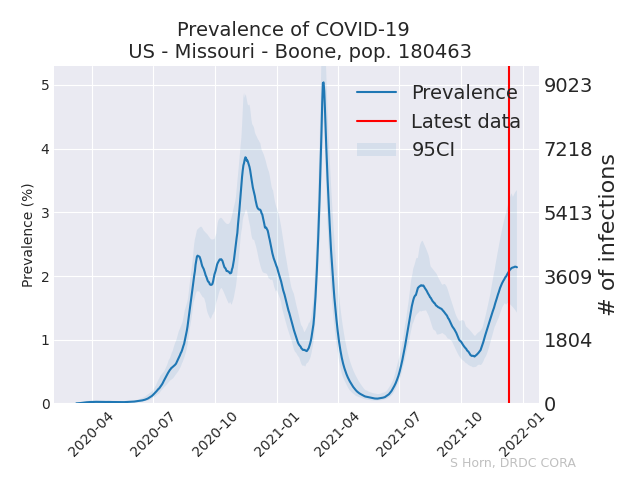 Prevalence of COVID-19
US - Missouri - Boone, pop. 180463
Prevalence (%)
5
4
3
2
1
0
9023
7218
5413
3609
1804
0
# of infections
Prevalence
Latest data
95CI
2020-04
2020-07
2020-10
2021-01
2021-04
2021-07
2021-10
2022-01
S Horn, DRDC CORA